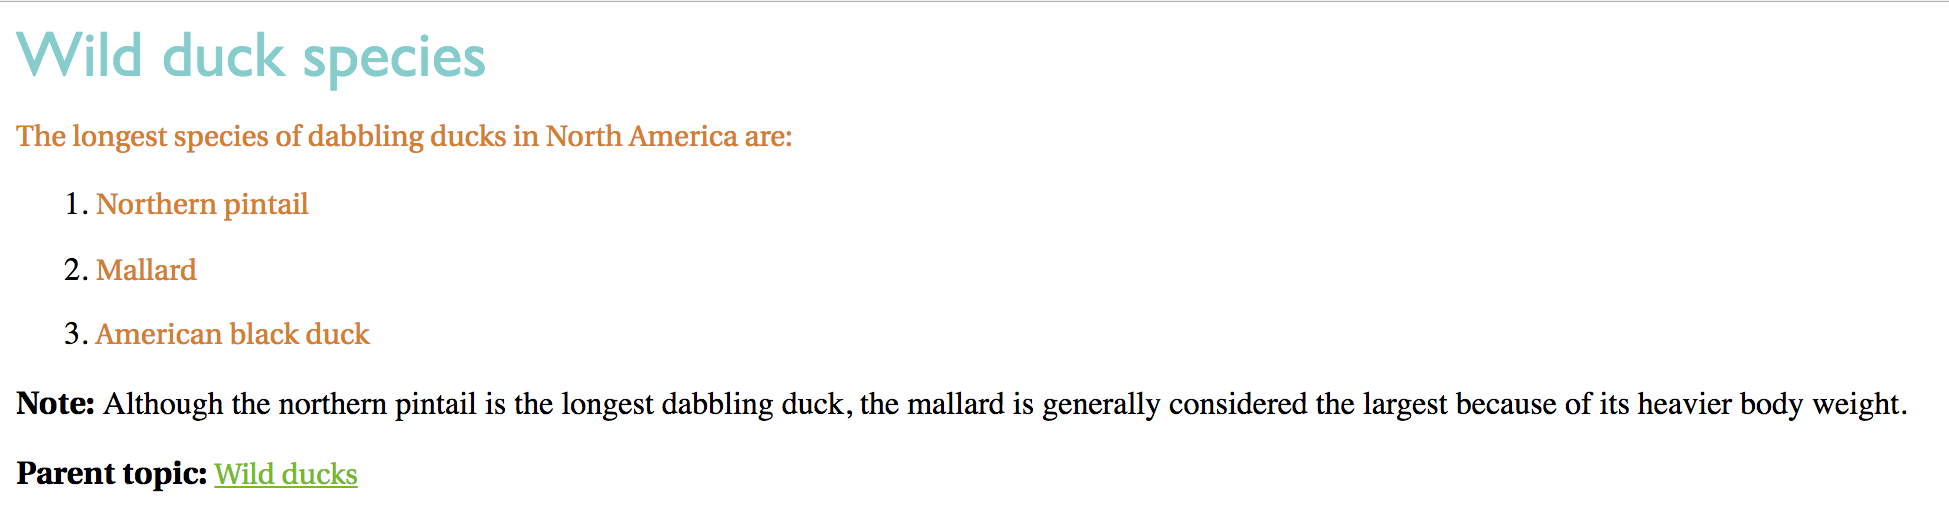 Wild duck species
The longest species of dabbling ducks in North America are:
1. Northern pintail
2. Mallard
3. American black duck
Note: Although the northern pintail is the longest dabbling duck, the mallard is generally considered the largest because of its heavier body weight.
Parent topic: Wild ducks